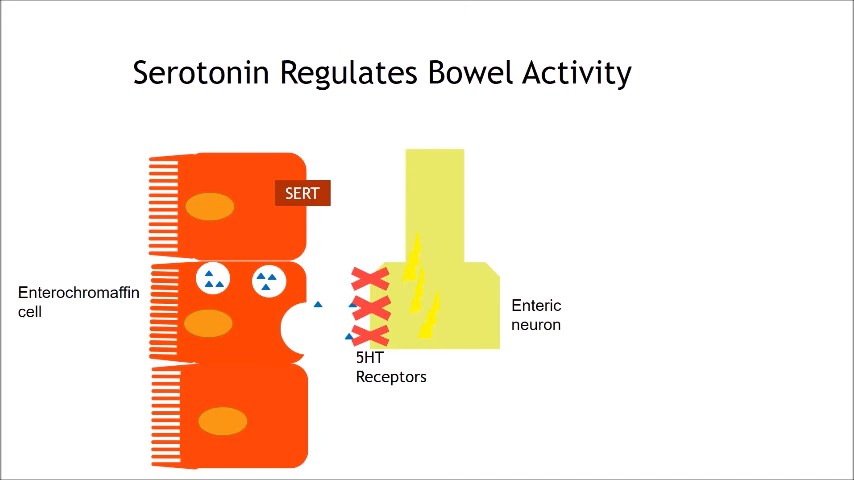 Serotonin Regulates Bowel Activity
SERT
Enterochromaffin
cell
Enteric
neuron
5HT
Receptors